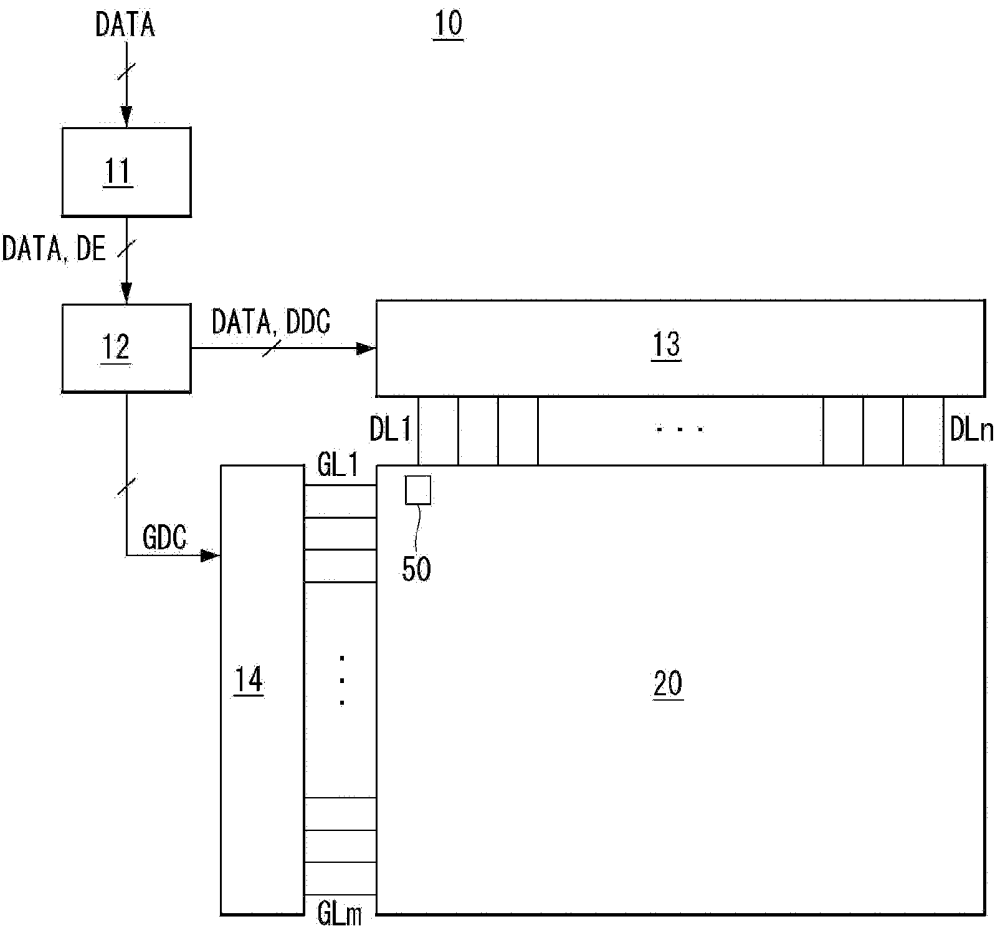 DATA
10
11
DATA, DE
12
DATA, DDC
13
DL1
DLn
GL1
GDC
50
14
20
GLm